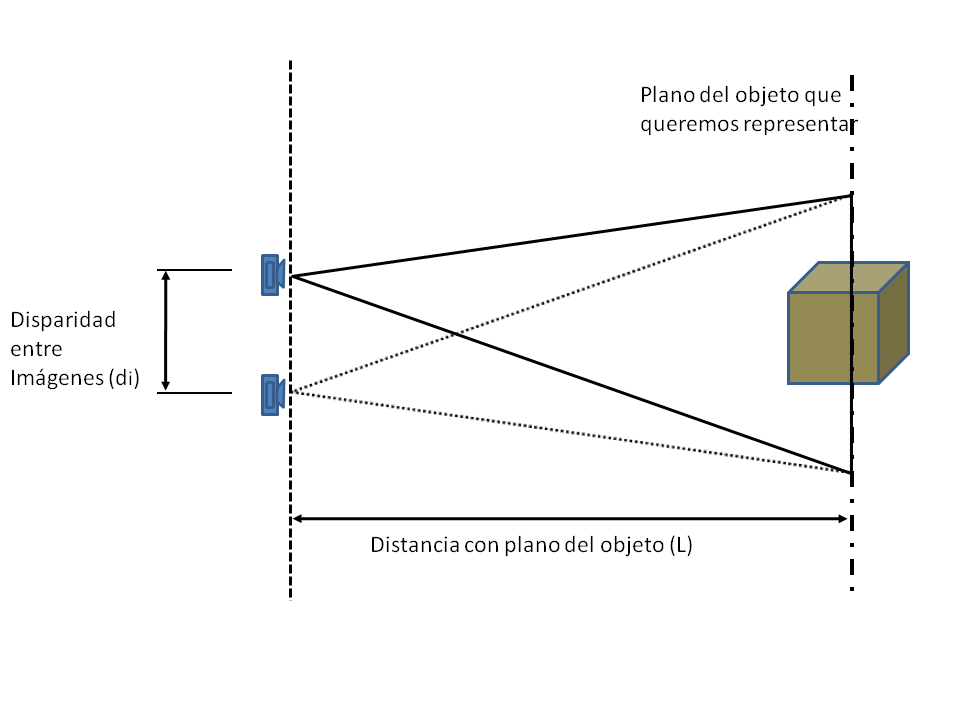 Plano del objeto que
queremos representar
Disparidad
entre
Imágenes (di)
Distancia con plano del objeto (L)